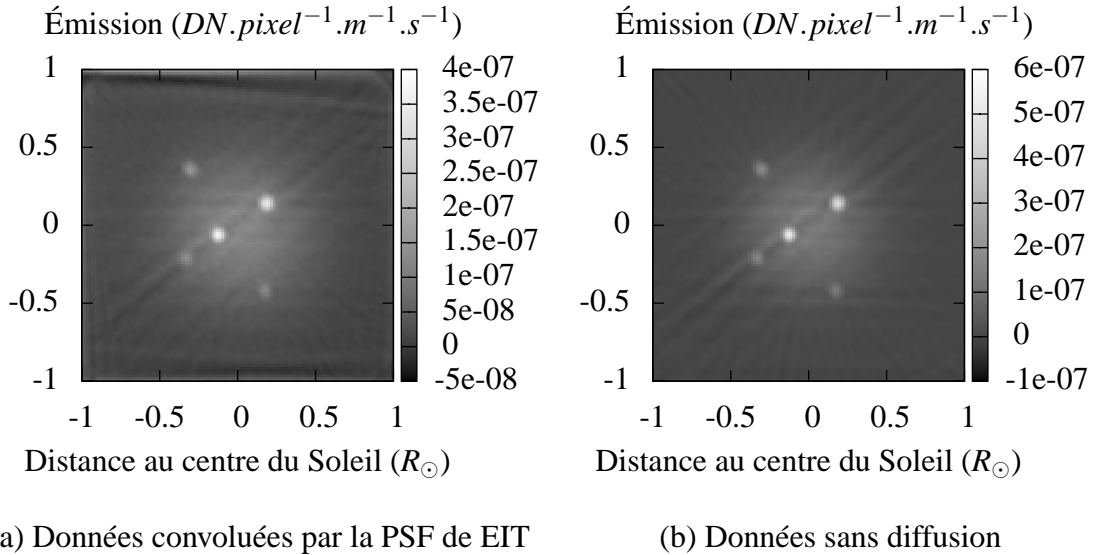 Émission (DN.pixel⁻¹.m⁻¹.s⁻¹)
1
0.5
0
-0.5
-1
-1 -0.5 0 0.5 1
4e-07
3.5e-07
3e-07
2.5e-07
2e-07
1.5e-07
1e-07
5e-08
0
-5e-08
Distance au centre du Soleil (R☉)
a) Données convoluées par la PSF de EIT
Émission (DN.pixel⁻¹.m⁻¹.s⁻¹)
1
0.5
0
-0.5
-1
-1 -0.5 0 0.5 1
6e-07
5e-07
4e-07
3e-07
2e-07
1e-07
0
-1e-07
Distance au centre du Soleil (R☉)
(b) Données sans diffusion